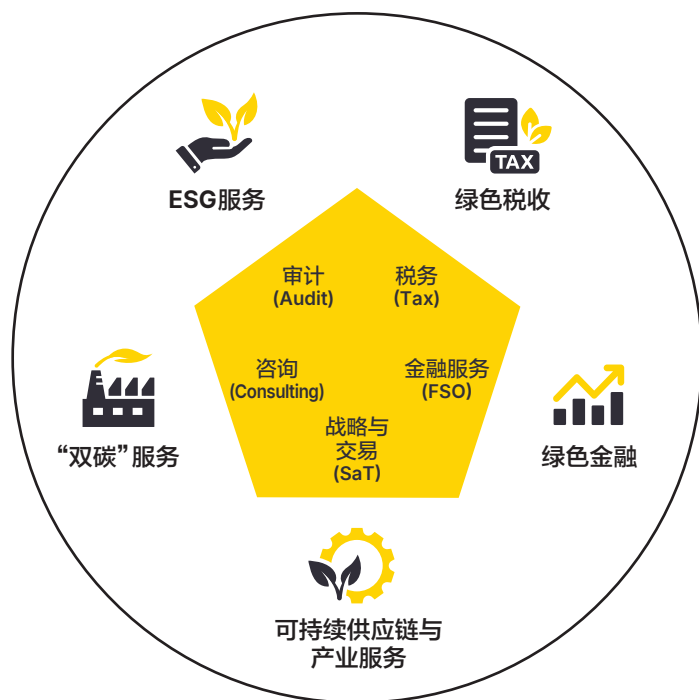 TAX
ESG服务
绿色税收
审计
(Audit)
税务
(Tax)
咨询
(Consulting)
金融服务
(FSO)
战略与
交易
(SaT)
“双碳”服务
绿色金融
可持续供应链与
产业服务